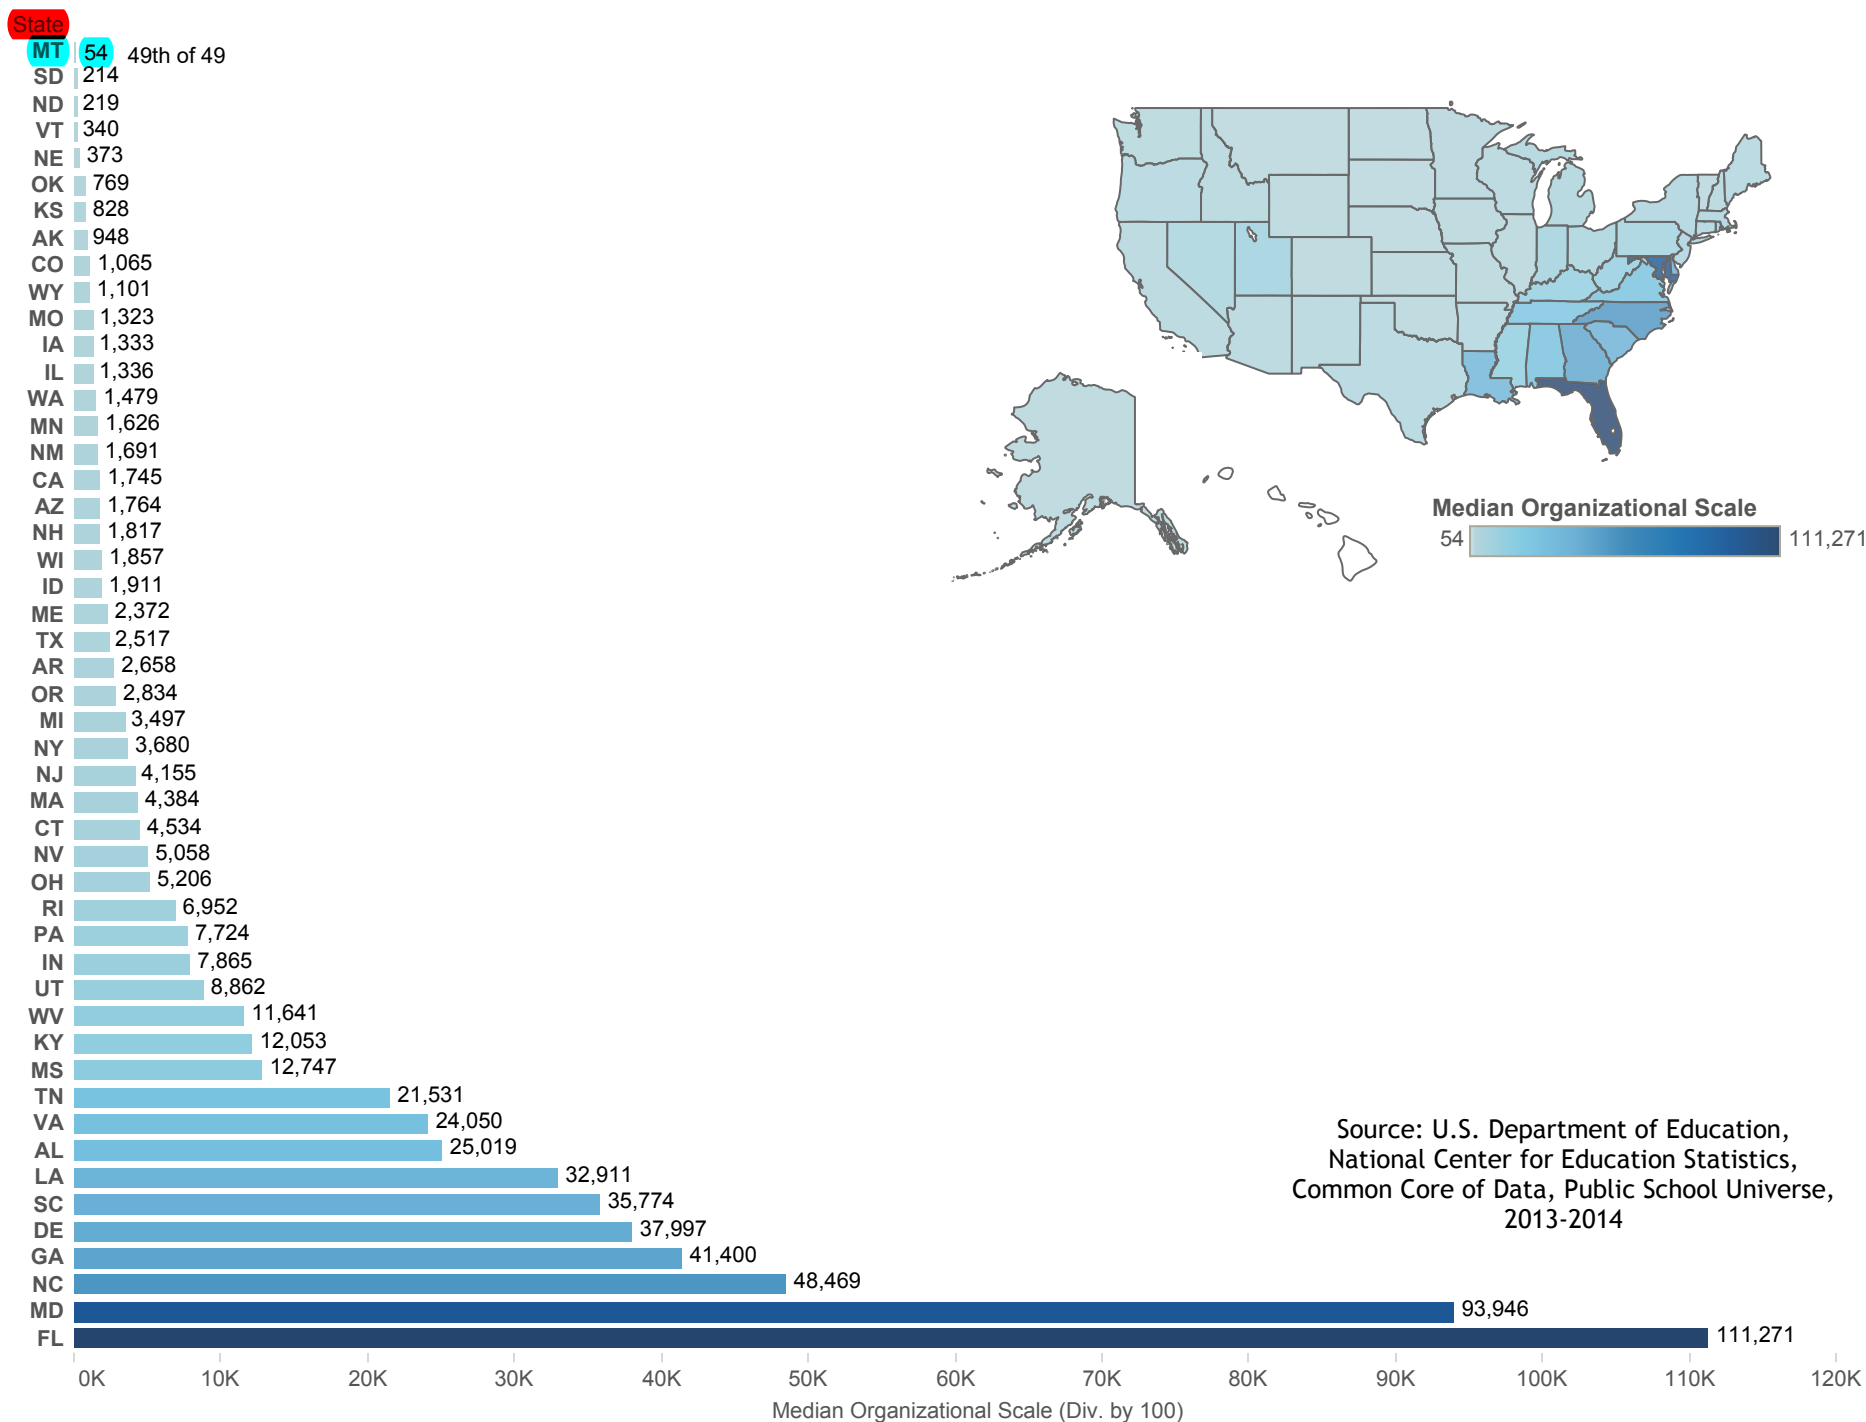 State
MT 54 49th of 49
SD 214
ND 219
VT 340
NE 373
OK 769
KS 828
AK 948
CO 1,065
WY 1,101
MO 1,323
IA 1,333
IL 1,336
WA 1,479
MN 1,626
NM 1,691
CA 1,745
AZ 1,764
NH 1,817
WI 1,857
ID 1,911
ME 2,372
TX 2,517
AR 2,658
OR 2,834
MI 3,497
NY 3,680
NJ 4,155
MA 4,384
CT 4,534
NV 5,058
OH 5,206
RI 6,952
PA 7,724
IN 7,865
UT 8,862
WV 11,641
KY 12,053
MS 12,747
TN 21,531
VA 24,050
AL 25,019
LA 32,911
SC 35,774
DE 37,997
GA 41,400
NC 48,469
MD 93,946
FL 111,271
0K 10K 20K 30K 40K 50K 60K 70K 80K 90K 100K 110K 120K
Median Organizational Scale (Div. by 100)
Median Organizational Scale
54 111,271
Source: U.S. Department of Education,
National Center for Education Statistics,
Common Core of Data, Public School Universe,
2013-2014